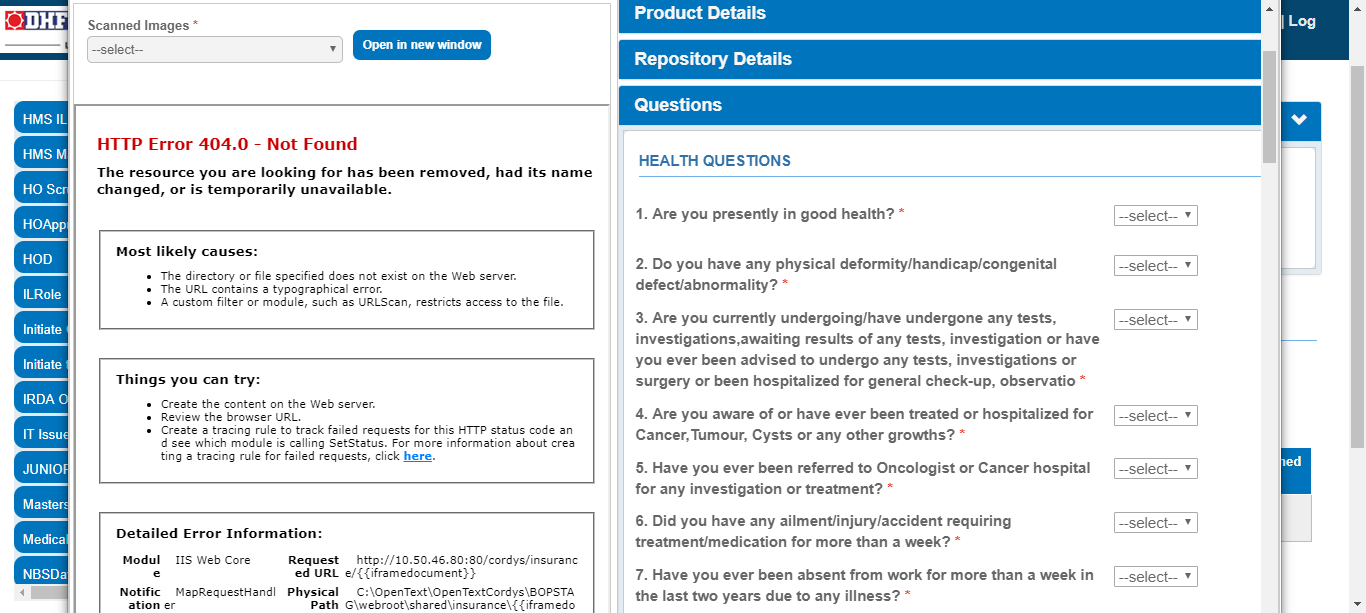 DHF
| Log
HMS IL
HMS M
HO Scr
HOAppr
HOD
ILRole
Initiate
Initiate
IRDA O
IT Issue
JUNIOR
Masters
Medical
NBSDa
Scanned Images *
--select--
Open in new window
HTTP Error 404.0 - Not Found
The resource you are looking for has been removed, had its name
changed, or is temporarily unavailable.
Most likely causes:
• The directory or file specified does not exist on the Web server.
• The URL contains a typographical error.
• A custom filter or module, such as URLScan, restricts access to the file.
Things you can try:
• Create the content on the Web server.
• Review the browser URL.
• Create a tracing rule to track failed requests for this HTTP status code an
d see which module is calling SetStatus. For more information about crea
ting a tracing rule for failed requests, click here.
Detailed Error Information:
Modul
e
IIS Web Core
Request
ed URL
http://10.50.46.80:80/cordys/insuranc
e/{{iframedocument}}
Notific
ation
MapRequestHandl
er
Physical
Path
C:\OpenText\OpenTextCordys\BOPSTA
G\webroot\shared\insurance\{{iframedo
Product Details
Repository Details
Questions
HEALTH QUESTIONS
1. Are you presently in good health? *
--select--
2. Do you have any physical deformity/handicap/congenital
defect/abnormality? *
--select--
3. Are you currently undergoing/have undergone any tests,
investigations,awaiting results of any tests, investigation or have
you ever been advised to undergo any tests, investigations or
surgery or been hospitalized for general check-up, observatio *
--select--
4. Are you aware of or have ever been treated or hospitalized for
Cancer,Tumour, Cysts or any other growths? *
--select--
5. Have you ever been referred to Oncologist or Cancer hospital
for any investigation or treatment? *
--select--
6. Did you have any ailment/injury/accident requiring
treatment/medication for more than a week? *
--select--
7. Have you ever been absent from work for more than a week in
the last two years due to any illness? *
--select--
ned